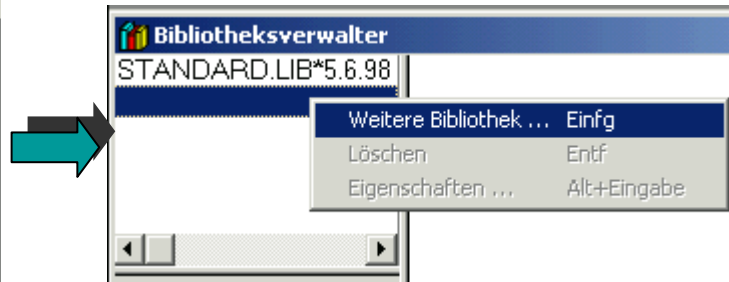 Bibliotheksverwalter
STANDARD.LIB*5.6.98
Weitere Bibliothek ... Einfg
Löschen Entf
Eigenschaften ... Alt+Eingabe